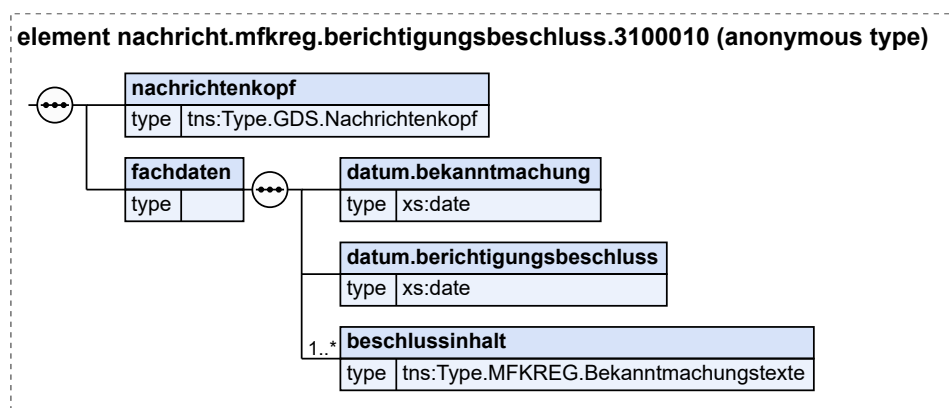 element nachricht.mfkreg.berichtigungsbeschluss.3100010 (anonymous type)
nachrichtenkopf
type tns:Type.GDS.Nachrichtenkopf
fachdaten
type
datum.bekanntmachung
type xs:date
datum.berichtigungsbeschluss
type xs:date
1..*
beschlussinhalt
type tns:Type.MFKREG.Bekanntmachungstexte